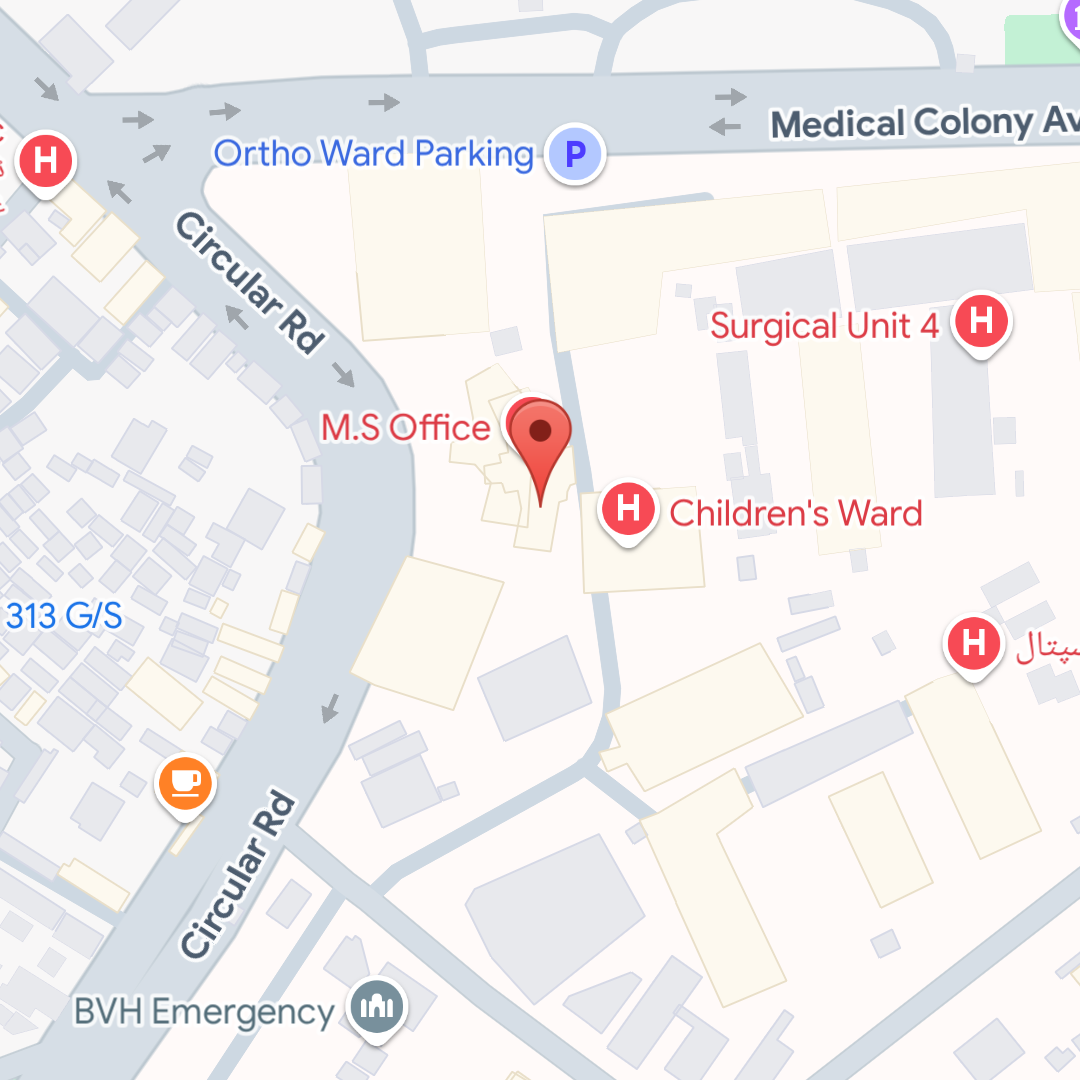 Medical Colony Av
Ortho Ward Parking
P
H
Circular Rd
Surgical Unit 4
H
M.S Office
H
Children's Ward
313 G/S
H
Circular Rd
BVH Emergency